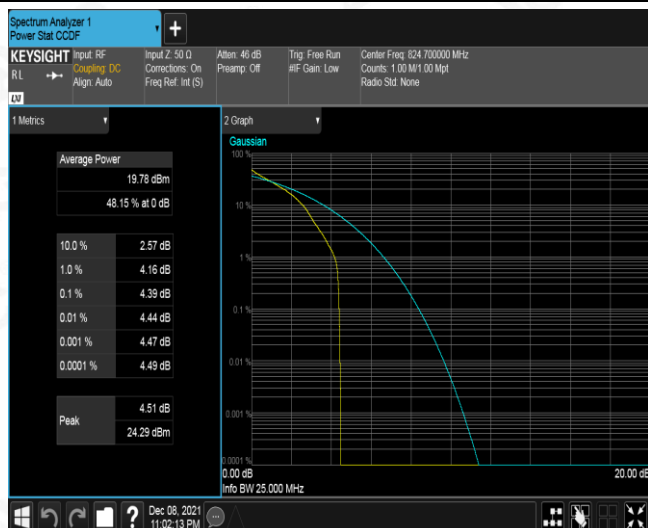 Spectrum Analyzer 1
Power Stat CCDF
+
KEYSIGHT
RL
Input: RF
Coupling: DC
Align: Auto
Input Z: 50 Ω
Corrections: On
Freq Ref: Int (S)
Atten: 46 dB
Preamp: Off
Trig: Free Run
#IF Gain: Low
Center Freq: 824.700000 MHz
Counts: 1.00 M/1.00 Mpt
Radio Std: None
1 Metrics
Average Power
19.78 dBm
48.15 % at 0 dB
10.0 % 2.57 dB
1.0 % 4.16 dB
0.1 % 4.39 dB
0.01 % 4.44 dB
0.001 % 4.47 dB
0.0001 % 4.49 dB
Peak
4.51 dB
24.29 dBm
2 Graph
Gaussian
100 %
10 %
1 %
0.1 %
0.01 %
0.001 %
0.0001 %
0.00 dB 20.00 dB
Info BW 25.000 MHz
?
Dec 08, 2021
11:02:13 PM